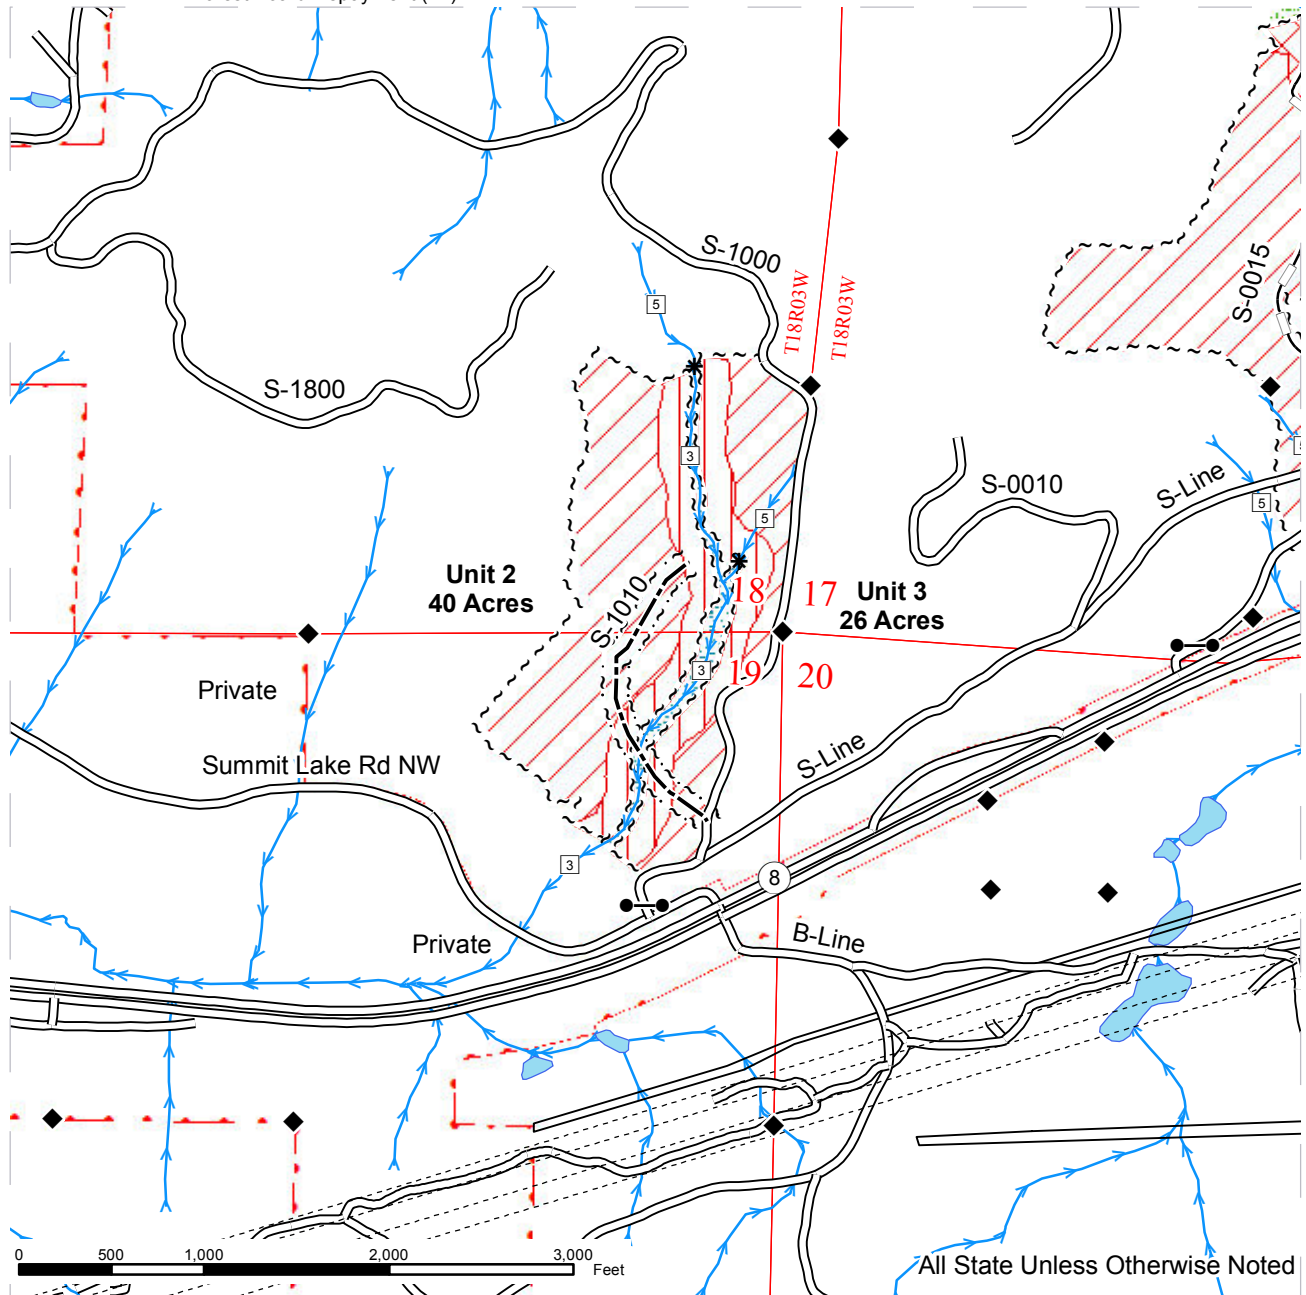 S-1000
T18R03W
T18R03W
S-0015
5
S-1800
3
5
S-0010
S-Line
5
Unit 2
40 Acres
S-1010
18
17
Unit 3
26 Acres
3
19
20
Private
Summit Lake Rd NW
S-Line
3
8
Private
B-Line
0
500
1,000
2,000
3,000
Feet
All State Unless Otherwise Noted